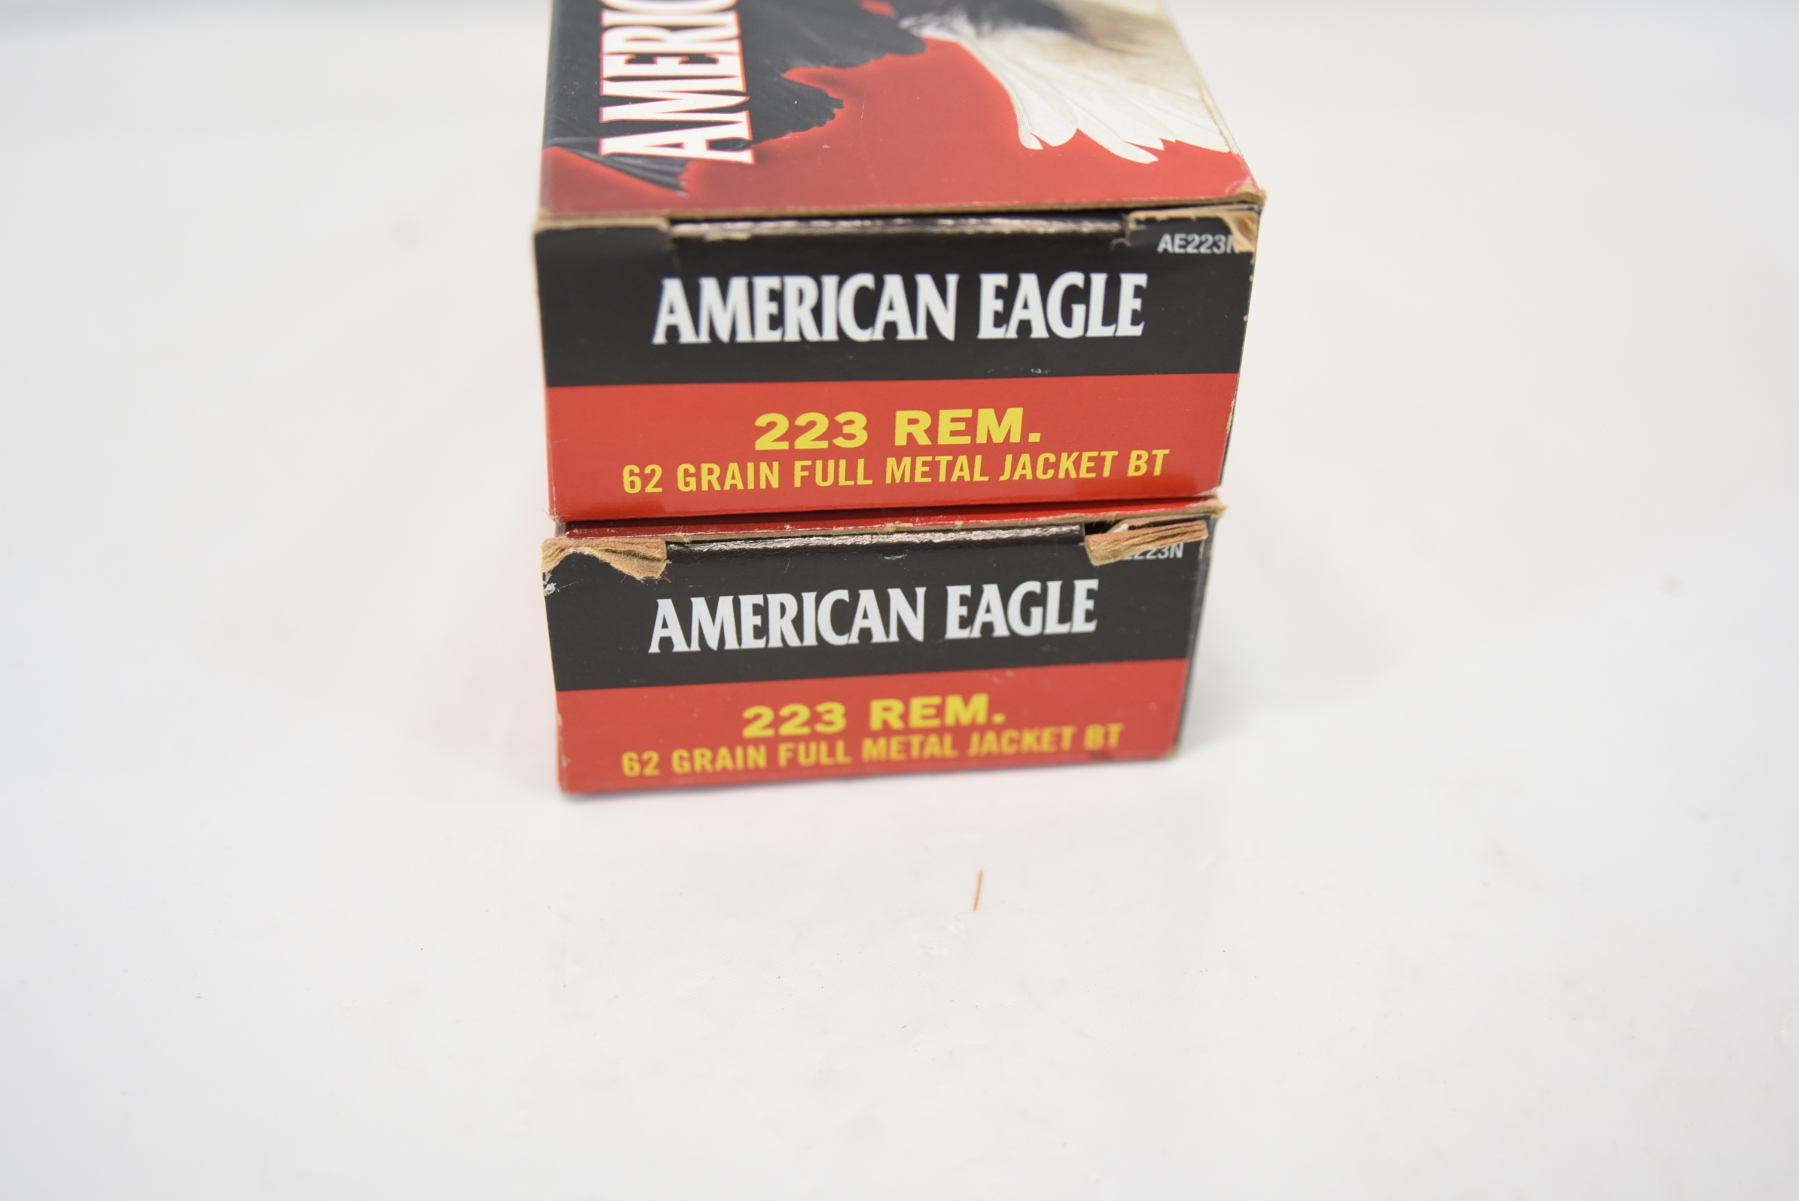 AMERIC
AE223N
AMERICAN EAGLE
223 REM.
62 GRAIN FULL METAL JACKET BT
E223N
AMERICAN EAGLE
223 REM.
62 GRAIN FULL METAL JACKET BT